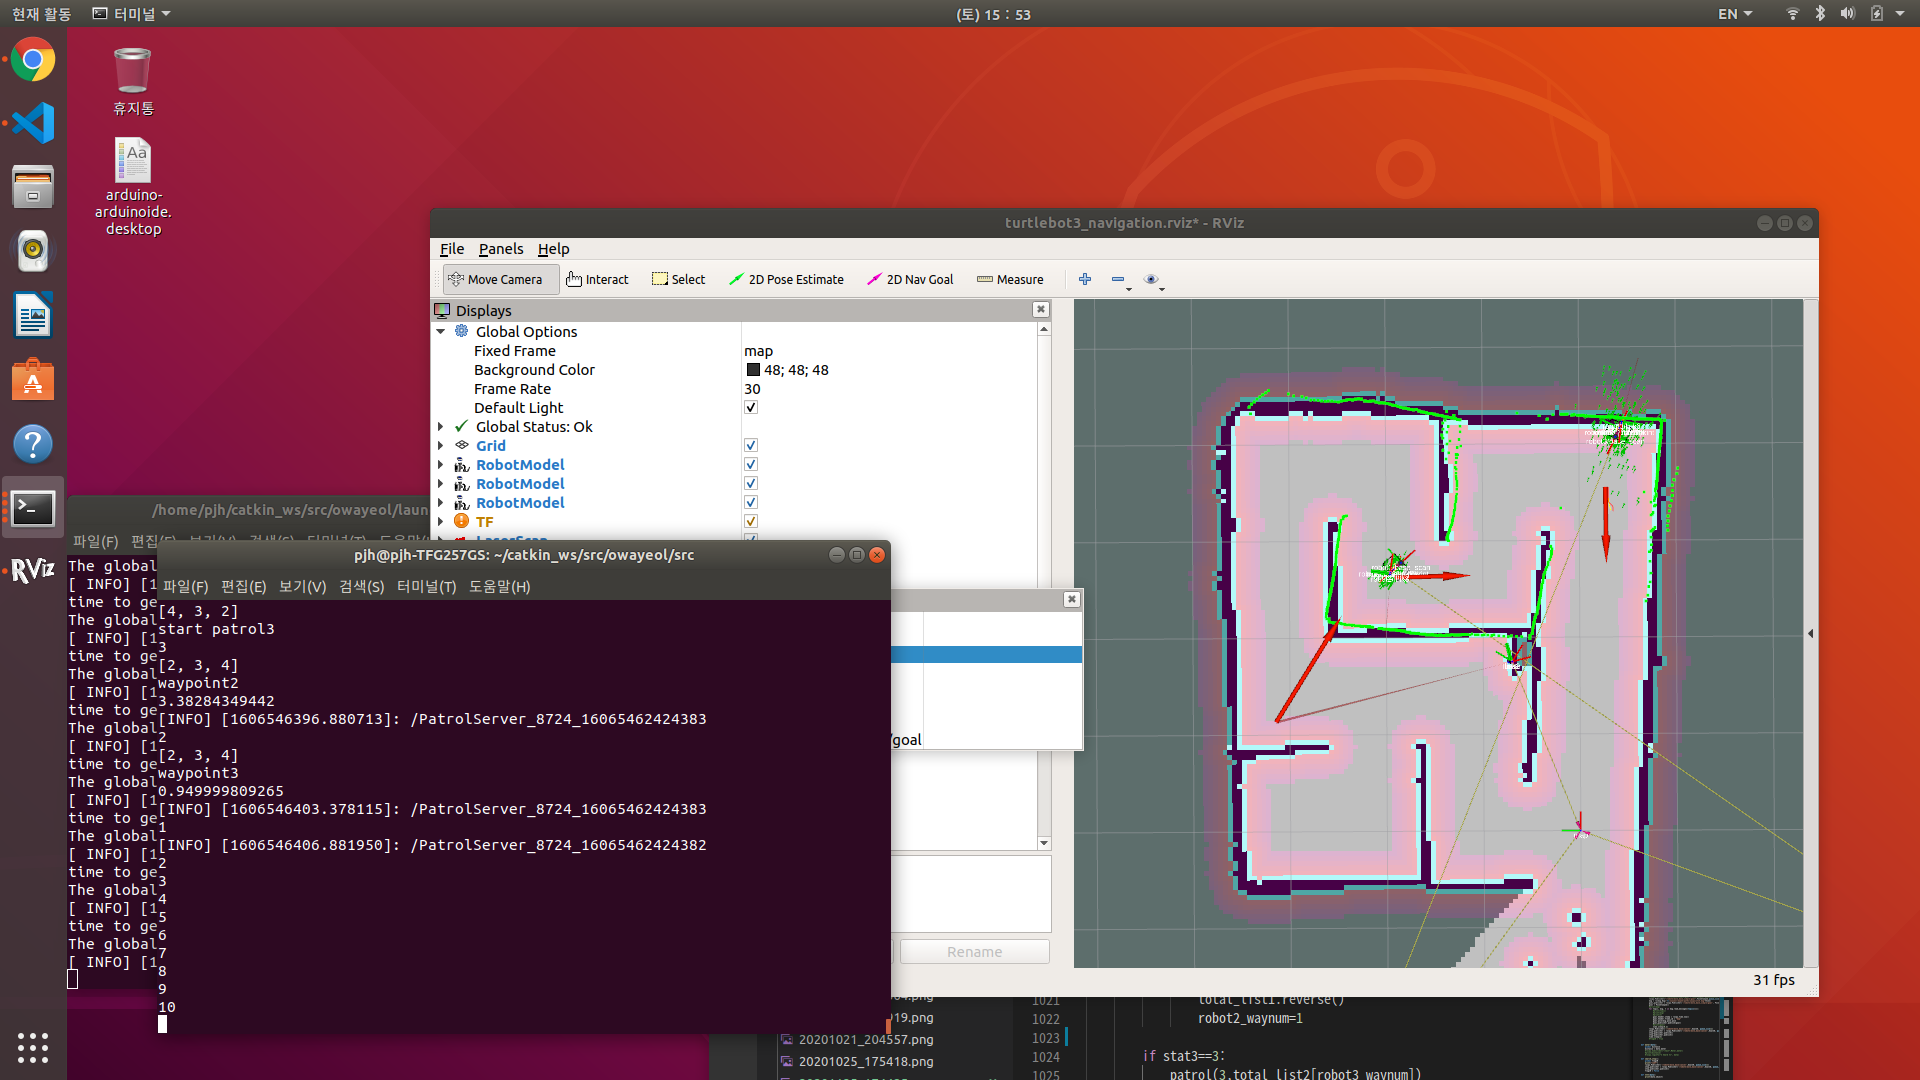 현재 활동
터미널
(토) 15 : 53
EN
휴지통
Aa
arduino-
arduinoide.
desktop
RViz
/home/pjh/catkin_ws/src/owayeol/laun
파일(F)
The global
[ INFO] [1
time to ge
The global
[ INFO] [1
time to ge
The global
[ INFO] [1
time to ge
The global
[ INFO] [1
time to ge
The global
[ INFO] [1
time to ge
The global
[ INFO] [1
time to ge
The global
[ INFO] [1
time to ge
The global
[ INFO] [1
turtlebot3_navigation.rviz* - RViz
File Panels Help
Move Camera Interact Select 2D Pose Estimate 2D Nav Goal Measure
Displays
Global Options
Fixed Frame map
Background Color 48; 48; 48
Frame Rate 30
Default Light
Global Status: Ok
Grid
RobotModel
RobotModel
RobotModel
TF
LaserScan
/goal
Rename
31 fps
pjh@pjh-TFG257GS: ~/catkin_ws/src/owayeol/src
파일(F) 편집(E) 보기(V) 검색(S) 터미널(T) 도움말(H)
[4, 3, 2]
start patrol3
3
[2, 3, 4]
waypoint2
3.38284349442
[INFO] [1606546396.880713]: /PatrolServer_8724_16065462424383
2
[2, 3, 4]
waypoint3
0.949999809265
[INFO] [1606546403.378115]: /PatrolServer_8724_16065462424383
1
[INFO] [1606546406.881950]: /PatrolServer_8724_16065462424382
2
3
4
5
6
7
8
9
10
20201021_204557.png
20201025_175418.png
1021 total_list1.reverse()
1022 robot2_waynum=1
1023
1024 if stat3==3:
1025 patrol(3,total_list2[robot3_waynum])